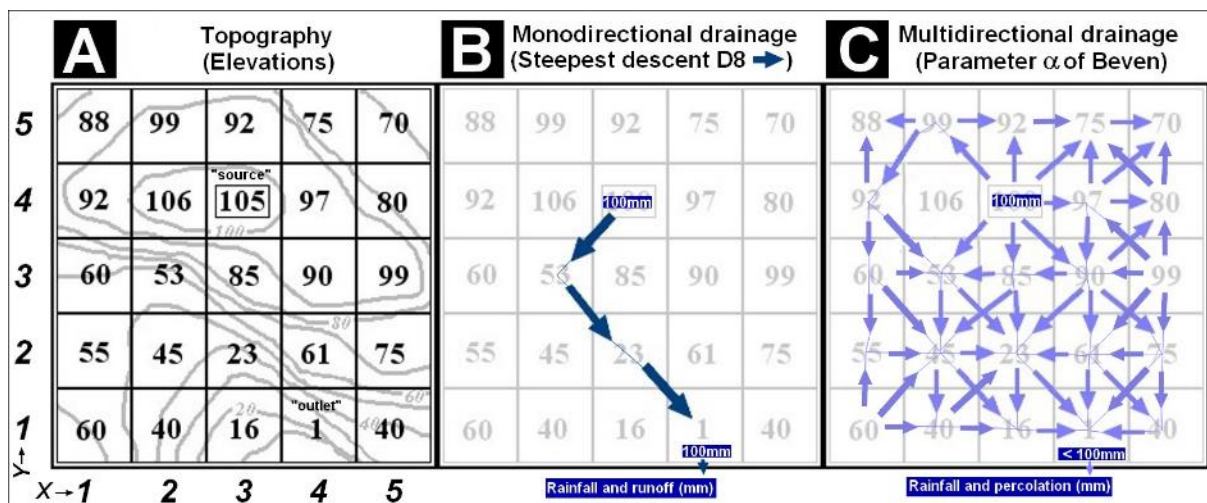 A Topography
(Elevations)
B Monodirectional drainage
(Steepest descent D8 ➡)
C Multidirectional drainage
(Parameter α of Beven)
5 88 99 92 75 70
"source"
4 92 106 105 97 80
100
3 60 53 85 90 99
80
2 55 45 23 61 75
60
"outlet"
20 40
1 60 40 16 1 40
Y→
X→1 2 3 4 5
88 99 92 75 70
92 106 100mm 97 80
60 53 85 90 99
55 45 23 61 75
60 40 16 1 40
100mm
Rainfall and runoff (mm)
88 99 92 75 70
92 106 100mm 97 80
60 53 85 90 99
55 45 23 61 75
60 40 16 1 40
< 100mm
Rainfall and percolation (mm)